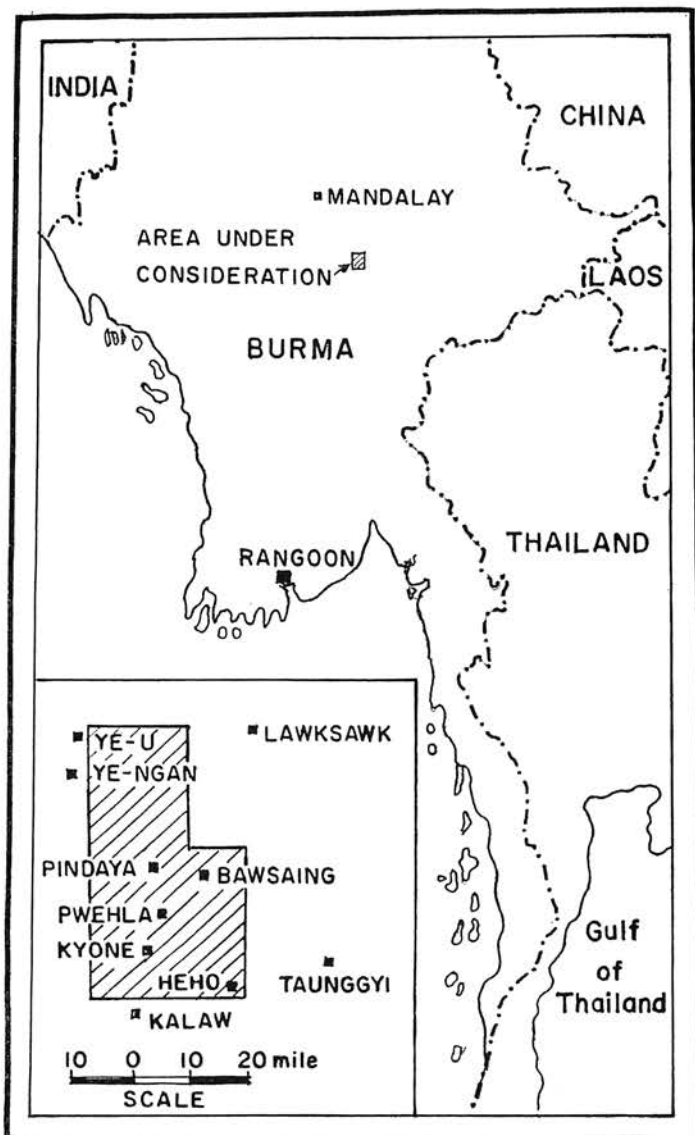 INDIA
CHINA
MANDALAY
AREA UNDER
CONSIDERATION
LAOS
BURMA
RANGOON
THAILAND
YE-U
LAWKSAWK
YE-NGAN
PINDAYA
BAWSAING
PWEHLA
KYONE
HEHO
TAUNGGYI
KALAW
Gulf
of
Thailand
10 0 10 20 mile
SCALE